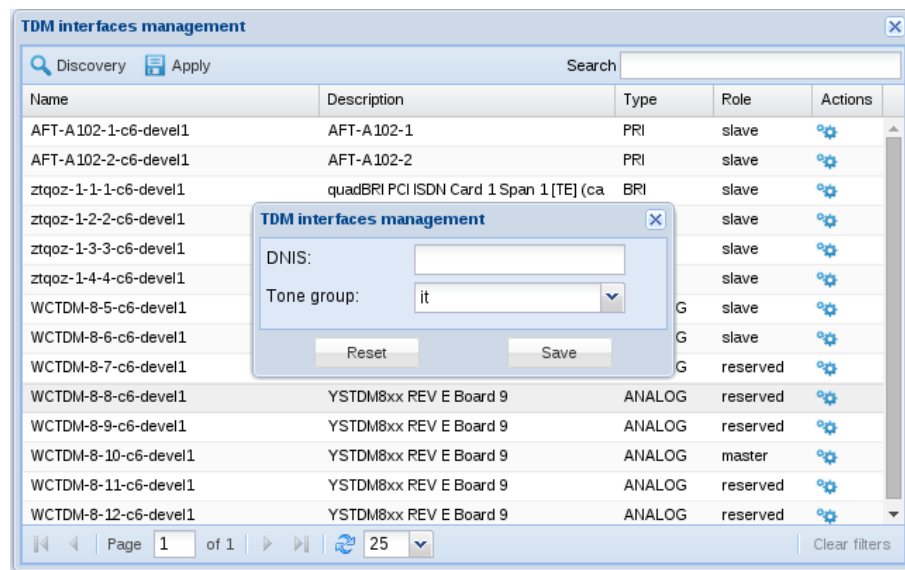 TDM interfaces management
Discovery Apply Search
Name Description Type Role Actions
AFT-A102-1-c6-devel1 AFT-A102-1 PRI slave
AFT-A102-2-c6-devel1 AFT-A102-2 PRI slave
ztqoz-1-1-1-c6-devel1 quadBRI PCI ISDN Card 1 Span 1 [TE] (ca BRI slave
ztqoz-1-2-2-c6-devel1 slave
ztqoz-1-3-3-c6-devel1 slave
ztqoz-1-4-4-c6-devel1 slave
WCTDM-8-5-c6-devel1 G slave
WCTDM-8-6-c6-devel1 G slave
WCTDM-8-7-c6-devel1 G reserved
TDM interfaces management
DNIS:
Tone group: it
Reset Save
WCTDM-8-8-c6-devel1 YSTDM8xx REV E Board 9 ANALOG reserved
WCTDM-8-9-c6-devel1 YSTDM8xx REV E Board 9 ANALOG reserved
WCTDM-8-10-c6-devel1 YSTDM8xx REV E Board 9 ANALOG master
WCTDM-8-11-c6-devel1 YSTDM8xx REV E Board 9 ANALOG reserved
WCTDM-8-12-c6-devel1 YSTDM8xx REV E Board 9 ANALOG reserved
Page 1 of 1 25 Clear filters